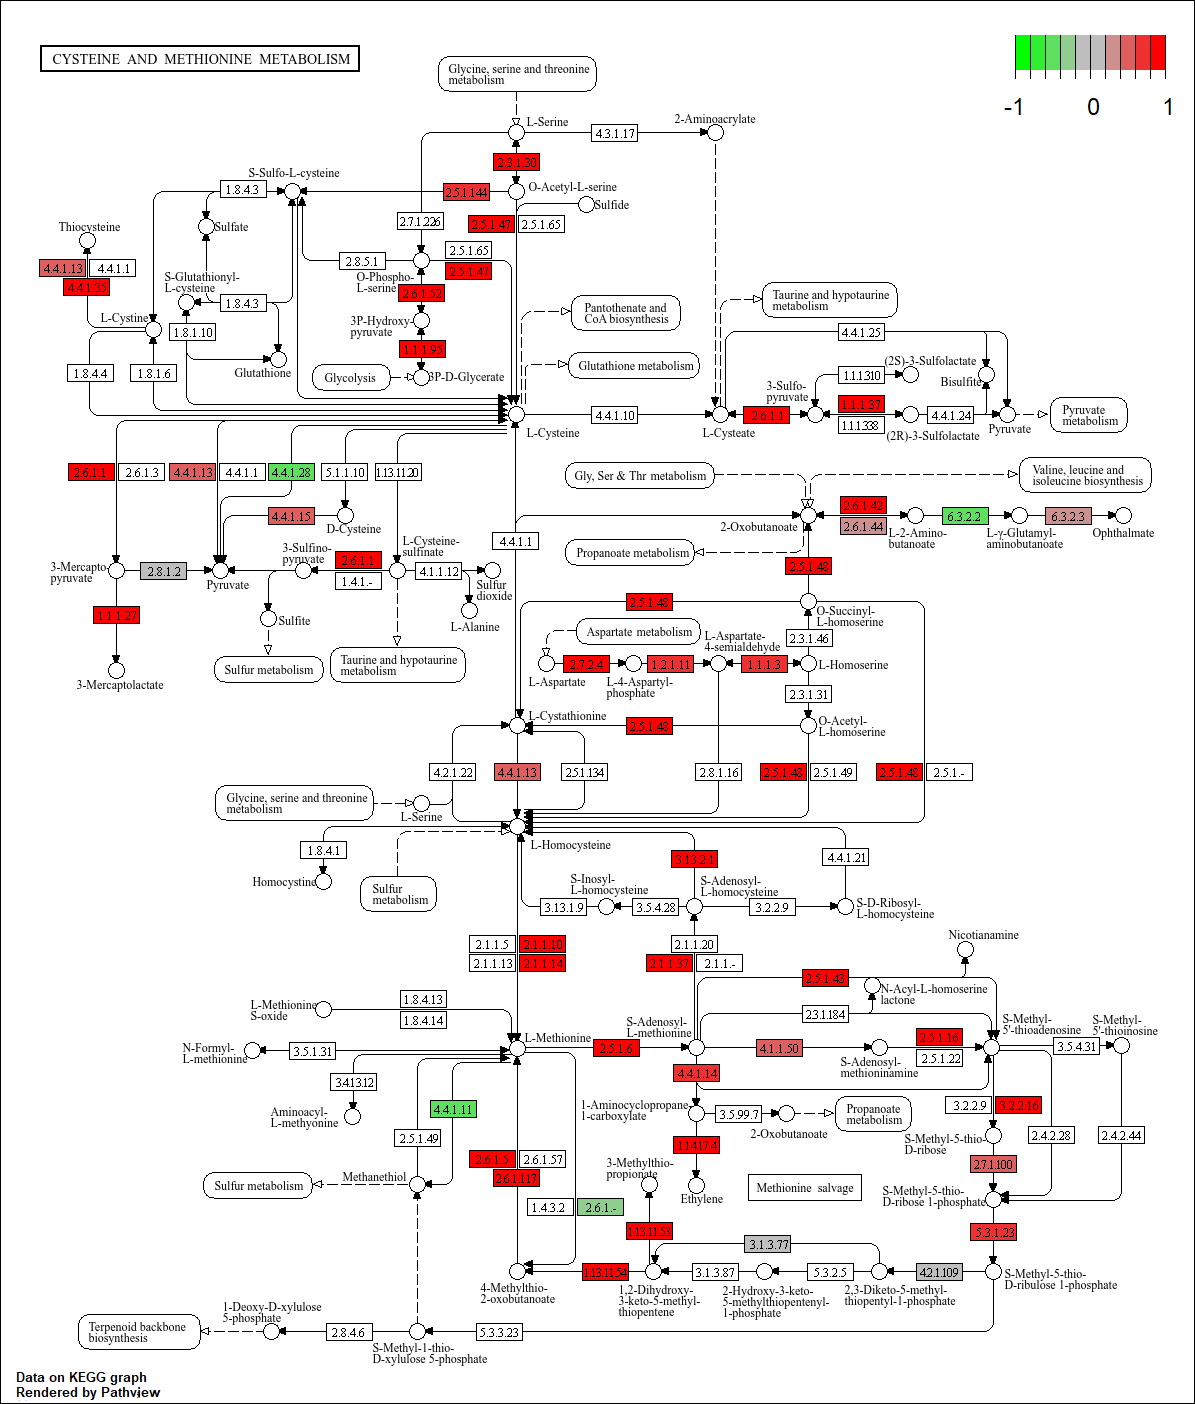 CYSTEINE AND METHIONINE METABOLISM
-1
0
1
Glycine, serine and threonine
metabolism
L-Serine
4.3.1.17
2-Aminoacrylate
2.3.1.30
S-Sulfo-L-cysteine
1.8.4.3
2.5.1.144
O-Acetyl-L-serine
Sulfide
Thiocysteine
Sulfate
2.7.1.226
2.5.1.47
2.5.1.65
4.4.1.13
4.4.1.1
4.4.1.35
S-Glutathionyl-
L-cysteine
2.8.5.1
2.5.1.65
2.5.1.47
O-Phospho-
L-serine
2.6.1.52
1.8.4.3
L-Cystine
1.8.1.10
3P-Hydroxy-
pyruvate
1.1.1.95
Pantothenate and
CoA biosynthesis
Taurine and hypotaurine
metabolism
4.4.1.25
1.8.4.4
1.8.1.6
Glutathione
Glycolysis
3P-D-Glycerate
Glutathione metabolism
1.1.1.310
(2S)-3-Sulfolactate
Bisulfite
3-Sulfo-
pyruvate
1.1.1.37
1.1.1.338
L-Cysteine
4.4.1.10
L-Cysteate
2.6.1.1
4.4.1.24
(2R)-3-Sulfolactate
Pyruvate
Pyruvate
metabolism
2.6.1.1
2.6.1.3
4.4.1.13
4.4.1.1
4.4.1.28
5.1.1.10
1.13.11.20
Gly, Ser & Thr metabolism
Valine, leucine and
isoleucine biosynthesis
4.4.1.15
D-Cysteine
2-Oxobutanoate
2.6.1.42
2.6.1.44
L-2-Amino-
butanoate
6.3.2.2
L-γ-Glutamyl-
aminobutanoate
6.3.2.3
Ophthalmate
4.4.1.1
Propanoate metabolism
3-Mercapto-
pyruvate
2.8.1.2
Pyruvate
3-Sulfino-
pyruvate
2.6.1.1
1.4.1.-
L-Cysteine-
sulfinate
4.1.1.12
Sulfur
dioxide
2.5.1.48
1.1.1.27
Sulfite
L-Alanine
2.5.1.48
O-Succinyl-
L-homoserine
Aspartate metabolism
L-Aspartate-
4-semialdehyde
2.3.1.46
3-Mercaptolactate
Sulfur metabolism
Taurine and hypotaurine
metabolism
L-Aspartate
2.7.2.4
L-4-Aspartyl-
phosphate
1.2.1.11
1.1.1.3
L-Homoserine
2.3.1.31
L-Cystathionine
2.5.1.48
O-Acetyl-
L-homoserine
4.2.1.22
4.4.1.13
2.5.1.134
2.8.1.16
2.5.1.48
2.5.1.49
2.5.1.48
2.5.1.-
Glycine, serine and threonine
metabolism
L-Serine
L-Homocysteine
1.8.4.1
Homocystine
Sulfur
metabolism
3.13.2.1
4.4.1.21
S-Inosyl-
L-homocysteine
S-Adenosyl-
L-homocysteine
3.13.1.9
3.5.4.28
3.2.2.9
S-D-Ribosyl-
L-homocysteine
2.1.1.5
2.1.1.10
2.1.1.13
2.1.1.14
2.1.1.20
2.1.1.37
2.1.1.-
Nicotianamine
2.5.1.43
N-Acyl-L-homoserine
lactone
L-Methionine
S-oxide
1.8.4.13
1.8.4.14
2.3.1.184
S-Adenosyl-
L-methionine
S-Methyl-
5'-thioadenosine
S-Methyl-
5'-thioinosine
N-Formyl-
L-methionine
3.5.1.31
L-Methionine
2.5.1.6
4.1.1.50
S-Adenosyl-
methioninamine
2.5.1.16
2.5.1.22
3.5.4.31
3.4.13.12
4.4.1.14
Aminoacyl-
L-methyonine
4.4.1.11
1-Aminocyclopropane-
1-carboxylate
3.5.99.7
2-Oxobutanoate
Propanoate
metabolism
3.2.2.9
3.2.2.16
2.5.1.49
1.14.17.4
S-Methyl-5-thio-
D-ribose
2.4.2.28
2.4.2.44
2.6.1.5
2.6.1.57
2.6.1.117
3-Methylthio-
propionate
2.7.1.100
Sulfur metabolism
Methanethiol
Ethylene
Methionine salvage
S-Methyl-5-thio-
D-ribose 1-phosphate
1.4.3.2
2.6.1.-
1.13.11.53
3.1.3.77
5.3.1.23
1.13.11.54
3.1.3.87
5.3.2.5
4.2.1.109
4-Methylthio-
2-oxobutanoate
1,2-Dihydroxy-
3-keto-5-methyl-
thiopentene
2-Hydroxy-3-keto-
5-methylthiopentenyl-
1-phosphate
2,3-Diketo-5-methyl-
thiopentyl-1-phosphate
S-Methyl-5-thio-
D-ribulose 1-phosphate
Terpenoid backbone
biosynthesis
1-Deoxy-D-xylulose
5-phosphate
2.8.4.6
S-Methyl-1-thio-
D-xylulose 5-phosphate
5.3.3.23
Data on KEGG graph
Rendered by Pathview